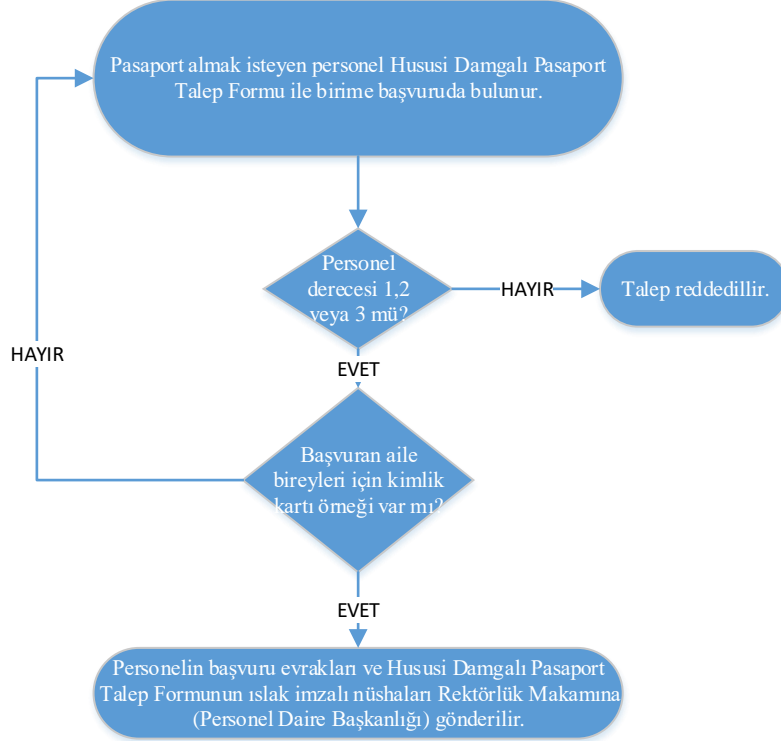 Pasaport almak isteyen personel Hususi Damgalı Pasaport
Talep Formu ile birime başvuruda bulunur.
Personel
derecesi 1,2
veya 3 mü?
HAYIR
Talep reddedillir.
HAYIR
EVET
Başvuran aile
bireyleri için kimlik
kartı örneği var mı?
EVET
Personelin başvuru evrakları ve Hususi Damgalı Pasaport
Talep Formunun ıslak imzalı nüshaları Rektörlük Makamına
(Personel Daire Başkanlığı) gönderilir.